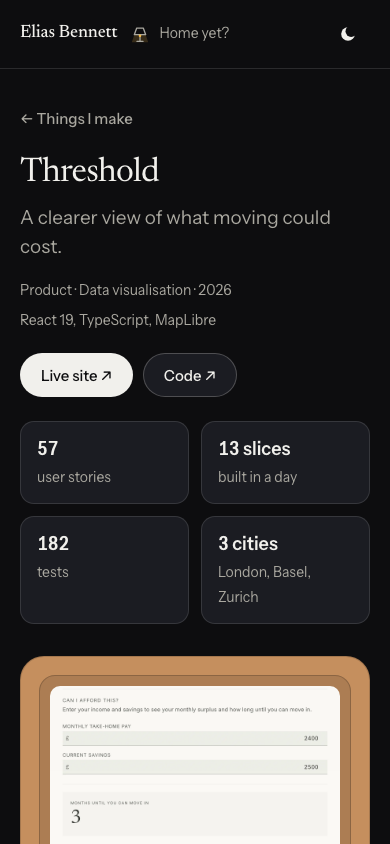 Elias Bennett Home yet?
← Things I make
Threshold
A clearer view of what moving could
cost.
Product · Data visualisation · 2026
React 19, TypeScript, MapLibre
Live site ↗ Code ↗
57
user stories
13 slices
built in a day
182
tests
3 cities
London, Basel,
Zurich
CAN I AFFORD THIS?
Enter your income and savings to see your monthly surplus and how long until you can move in.
MONTHLY TAKE-HOME PAY
£ 2400
CURRENT SAVINGS
£ 2500
MONTHS UNTIL YOU CAN MOVE IN
3